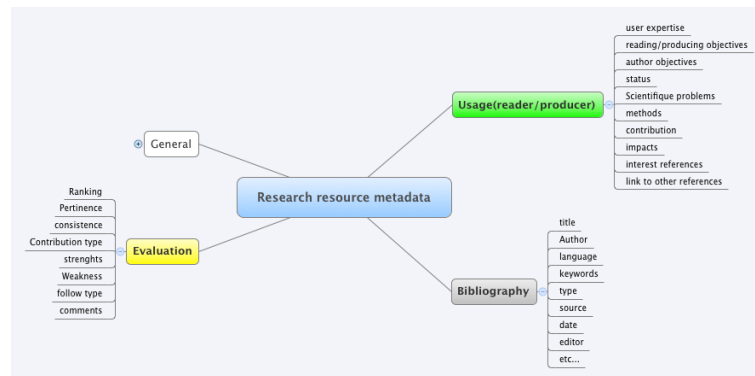 Research resource metadata
General
Evaluation
Ranking
Pertinence
consistence
Contribution type
strenghts
Weakness
follow type
comments
Usage(reader/producer)
user expertise
reading/producing objectives
author objectives
status
Scientifique problems
methods
contribution
impacts
interest references
link to other references
Bibliography
title
Author
language
keywords
type
source
date
editor
etc...